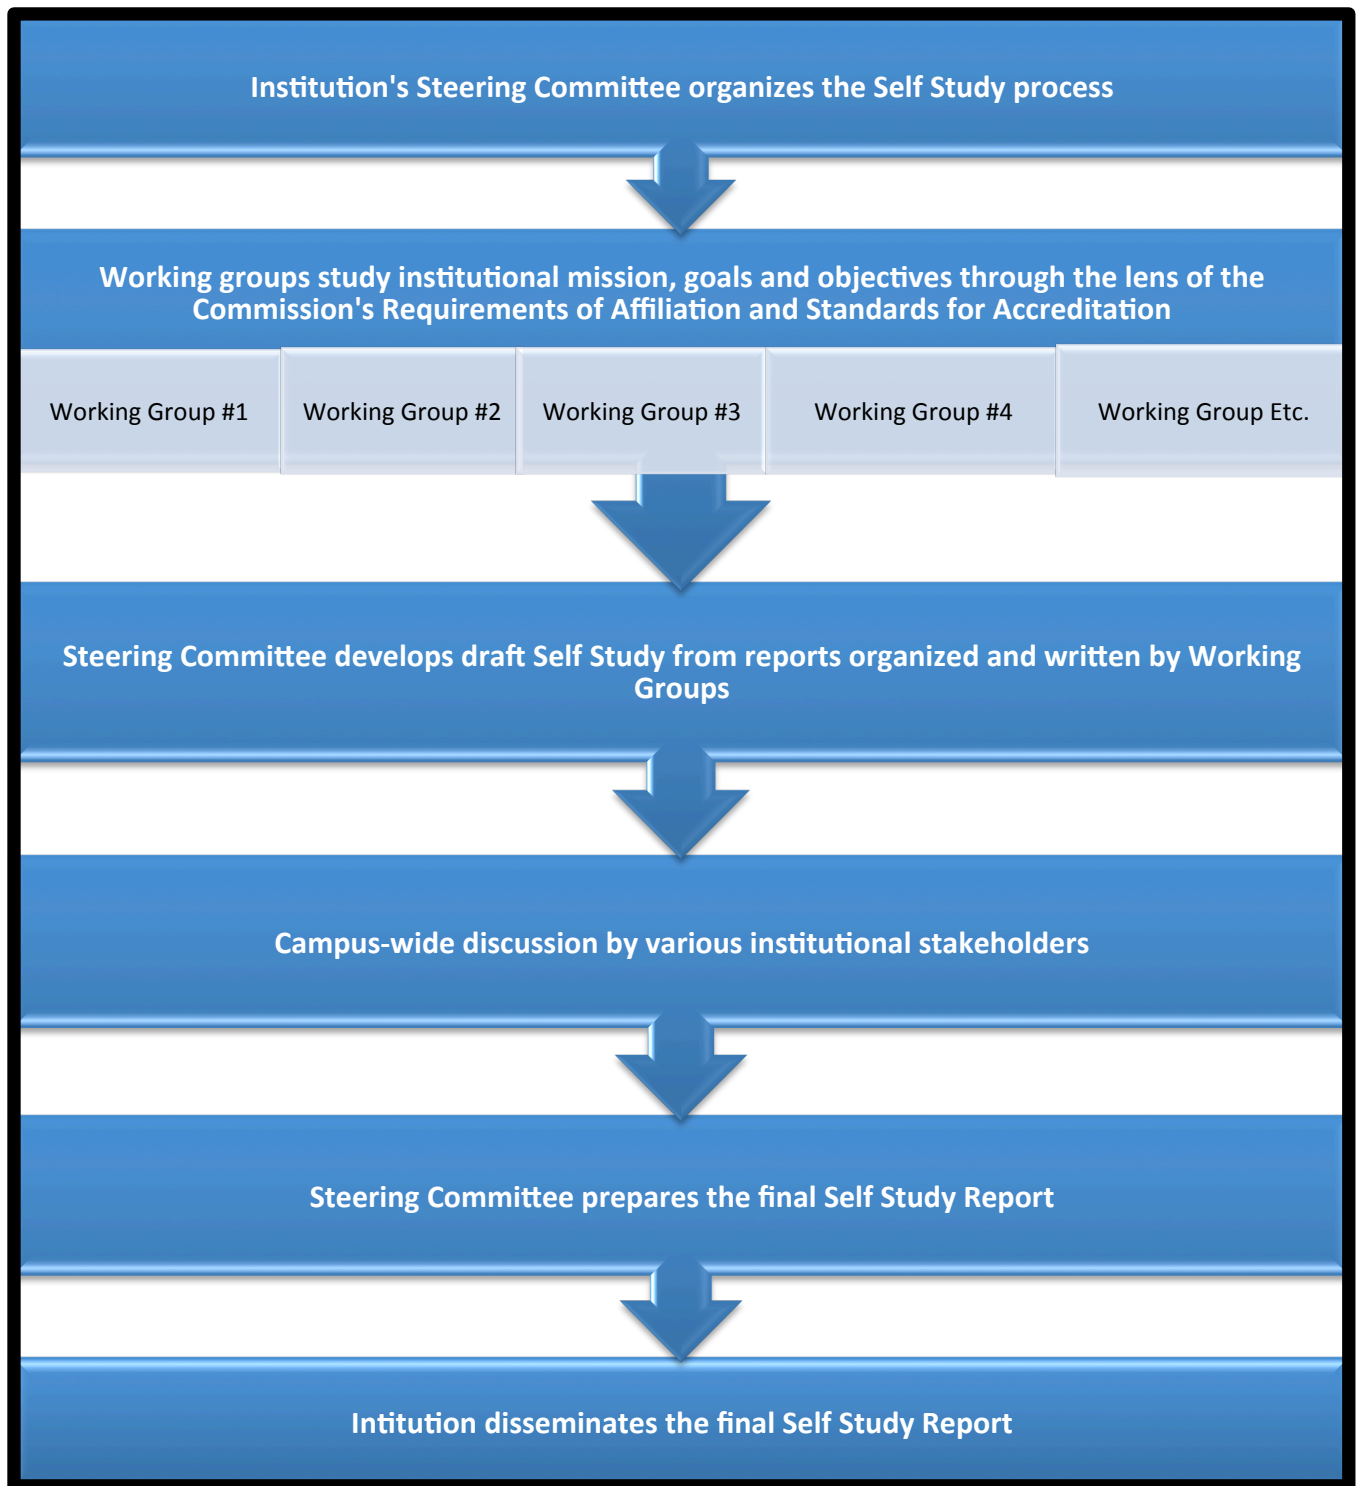 Institution's Steering Committee organizes the Self Study process
Working groups study institutional mission, goals and objectives through the lens of the
Commission's Requirements of Affiliation and Standards for Accreditation
Working Group #1
Working Group #2
Working Group #3
Working Group #4
Working Group Etc.
Steering Committee develops draft Self Study from reports organized and written by Working
Groups
Campus-wide discussion by various institutional stakeholders
Steering Committee prepares the final Self Study Report
Intitution disseminates the final Self Study Report